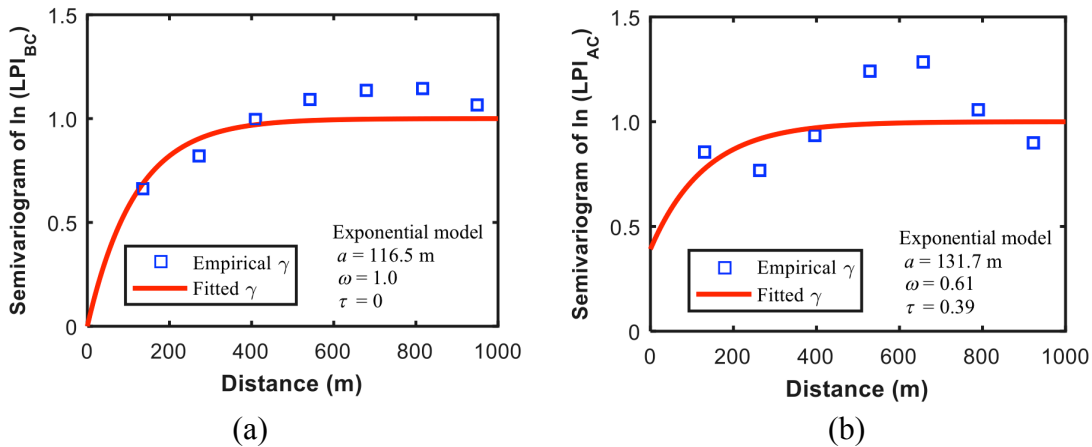 1.5
1.0
0.5
0
Semivariogram of ln (LPI_BC)
Exponential model
a = 116.5 m
ω = 1.0
τ = 0
Empirical γ
Fitted γ
0 200 400 600 800 1000
Distance (m)
(a)
1.5
1.0
0.5
0
Semivariogram of ln (LPI_AC)
Exponential model
a = 131.7 m
ω = 0.61
τ = 0.39
Empirical γ
Fitted γ
0 200 400 600 800 1000
Distance (m)
(b)